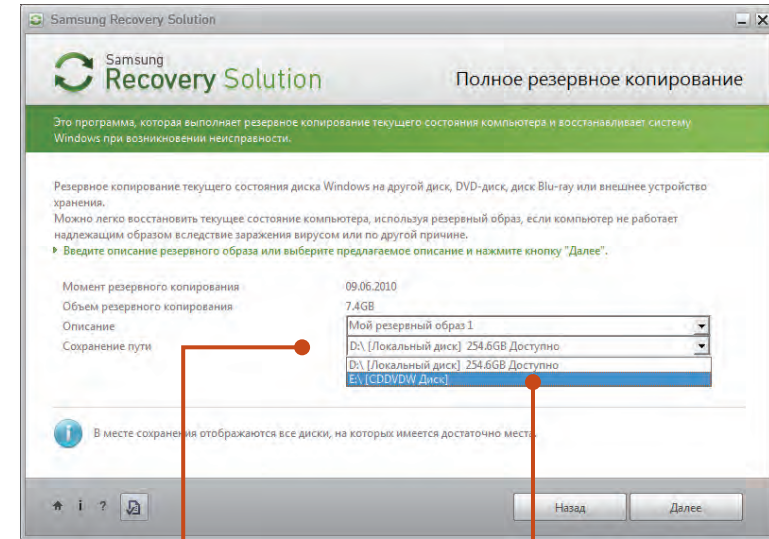 Samsung Recovery Solution
Samsung
Recovery Solution
Полное резервное копирование
Это программа, которая выполняет резервное копирование текущего состояния компьютера и восстанавливает систему
Windows при возникновении неисправности.
Резервное копирование текущего состояния диска Windows на другой диск, DVD-диск, диск Blu-ray или внешнее устройство
хранения.
Можно легко восстановить текущее состояние компьютера, используя резервный образ, если компьютер не работает
надлежащим образом вследствие заражения вирусом или по другой причине.
Введите описание резервного образа или выберите предлагаемое описание и нажмите кнопку "Далее".
Момент резервного копирования 09.06.2010
Объем резервного копирования 7.4GB
Описание Мой резервный образ 1
Сохранение пути D:\ [Локальный диск] 254.6GB Доступно
D:\ [Локальный диск] 254.6GB Доступно
E:\ [CDDVDW Диск]
В месте сохранения отображаются все диски, на которых имеется достаточно места.
i ?
Назад Далее